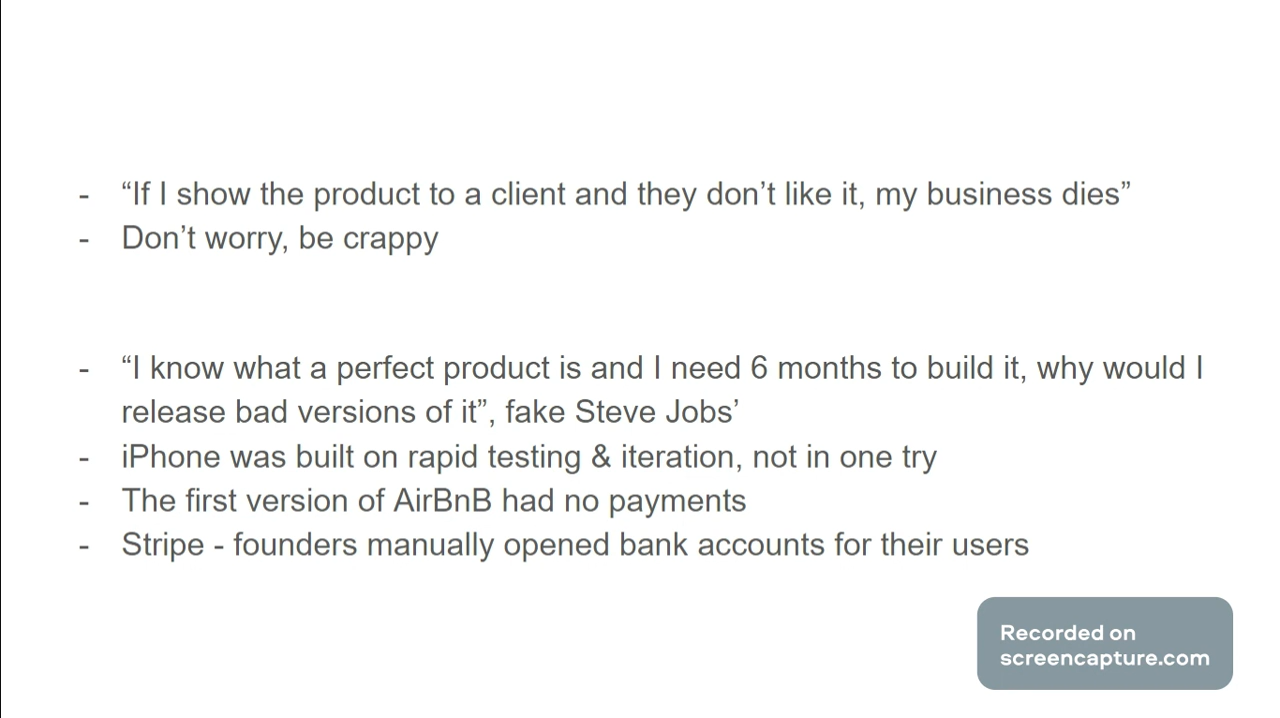 - “If I show the product to a client and they don’t like it, my business dies”
- Don’t worry, be crappy
- “I know what a perfect product is and I need 6 months to build it, why would I
release bad versions of it”, fake Steve Jobs’
- iPhone was built on rapid testing & iteration, not in one try
- The first version of AirBnB had no payments
- Stripe - founders manually opened bank accounts for their users
Recorded on
screencapture.com